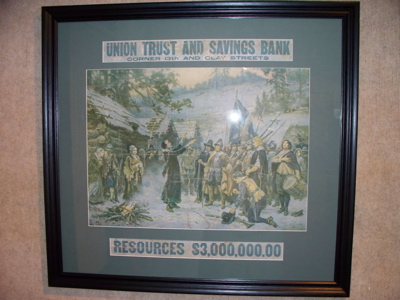 UNION TRUST AND SAVINGS BANK
CORNER 13th AND CLAY STREETS
RESOURCES $3,000,000.00